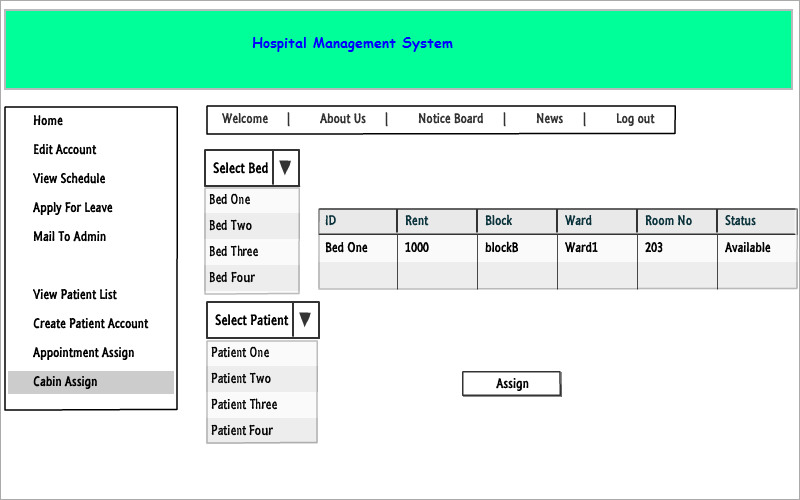 Hospital Management System
Home
Edit Account
View Schedule
Apply For Leave
Mail To Admin
View Patient List
Create Patient Account
Appointment Assign
Cabin Assign
Welcome | About Us | Notice Board | News | Log out
Select Bed
Bed One
Bed Two
Bed Three
Bed Four
ID Rent Block Ward Room No Status
Bed One 1000 blockB Ward1 203 Available
Select Patient
Patient One
Patient Two
Patient Three
Patient Four
Assign